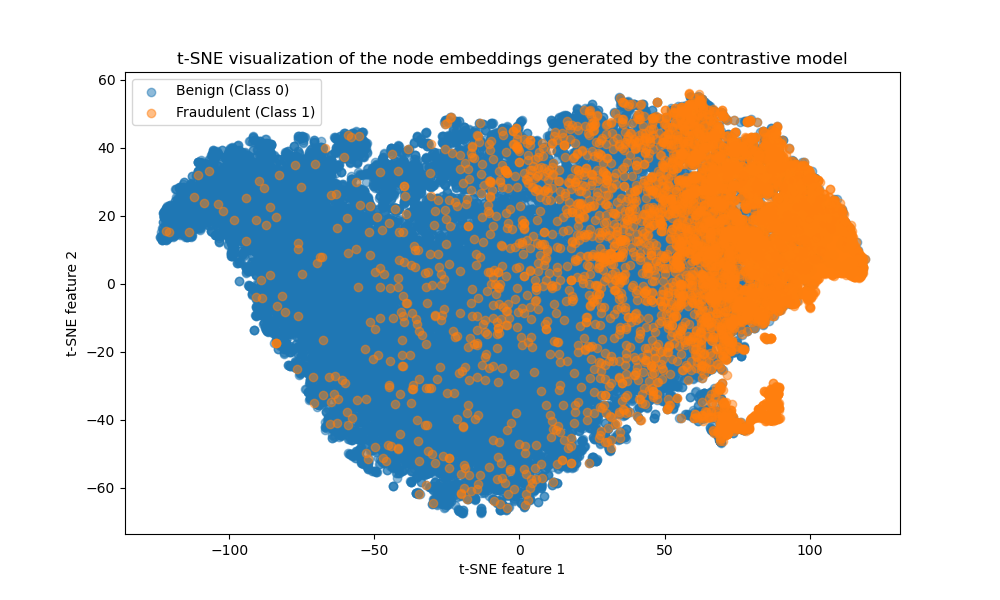 t-SNE visualization of the node embeddings generated by the contrastive model
Benign (Class 0)
Fraudulent (Class 1)
60
40
20
0
−20
−40
−60
t-SNE feature 2
−100
−50
0
50
100
t-SNE feature 1